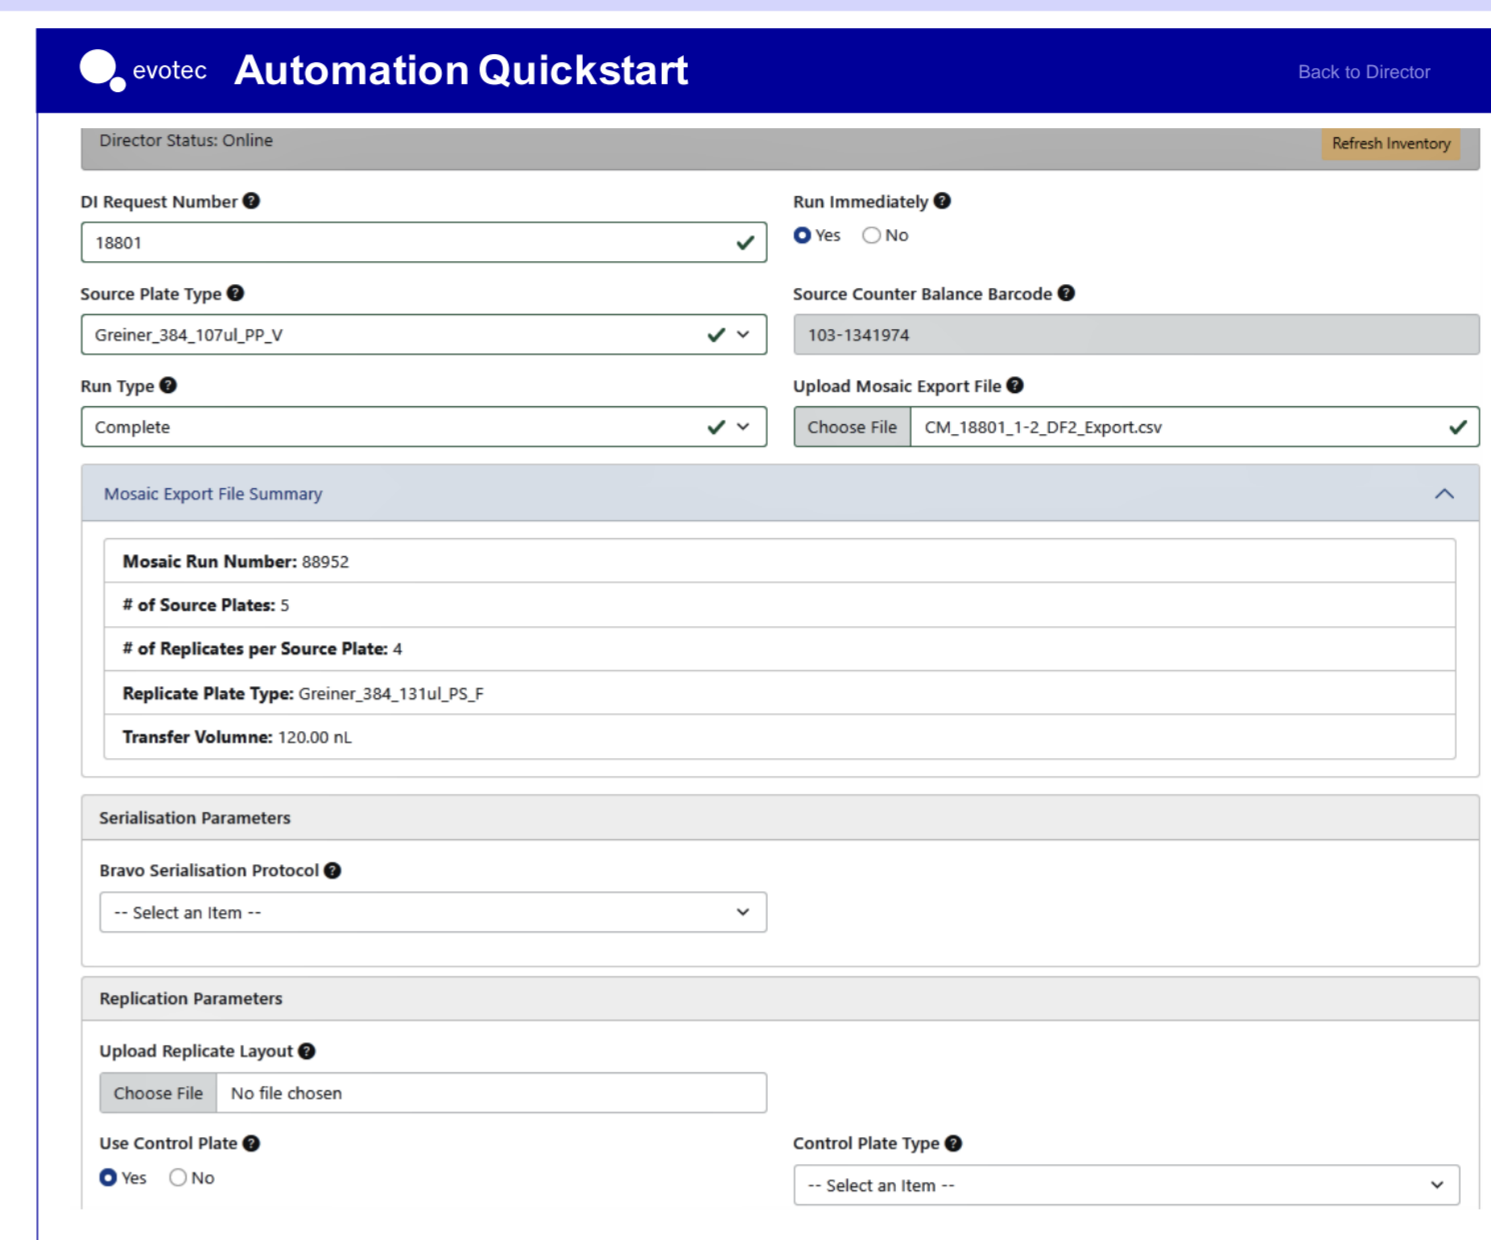 evotec Automation Quickstart
Back to Director
Director Status: Online
Refresh Inventory
DI Request Number ?
Run Immediately ?
18801
Yes No
Source Plate Type ?
Source Counter Balance Barcode ?
Greiner_384_107ul_PP_V
103-1341974
Run Type ?
Upload Mosaic Export File ?
Complete
Choose File CM_18801_1-2_DF2_Export.csv
Mosaic Export File Summary
Mosaic Run Number: 88952
# of Source Plates: 5
# of Replicates per Source Plate: 4
Replicate Plate Type: Greiner_384_131ul_PS_F
Transfer Volumne: 120.00 nL
Serialisation Parameters
Bravo Serialisation Protocol ?
-- Select an Item --
Replication Parameters
Upload Replicate Layout ?
Choose File No file chosen
Use Control Plate ?
Control Plate Type ?
Yes No
-- Select an Item --